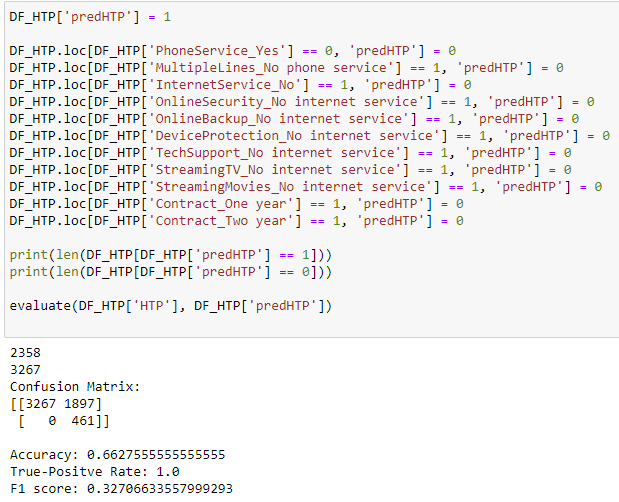 DF_HTP['predHTP'] = 1
DF_HTP.loc[DF_HTP['PhoneService_Yes'] == 0, 'predHTP'] = 0
DF_HTP.loc[DF_HTP['MultipleLines_No phone service'] == 1, 'predHTP'] = 0
DF_HTP.loc[DF_HTP['InternetService_No'] == 1, 'predHTP'] = 0
DF_HTP.loc[DF_HTP['OnlineSecurity_No internet service'] == 1, 'predHTP'] = 0
DF_HTP.loc[DF_HTP['OnlineBackup_No internet service'] == 1, 'predHTP'] = 0
DF_HTP.loc[DF_HTP['DeviceProtection_No internet service'] == 1, 'predHTP'] = 0
DF_HTP.loc[DF_HTP['TechSupport_No internet service'] == 1, 'predHTP'] = 0
DF_HTP.loc[DF_HTP['StreamingTV_No internet service'] == 1, 'predHTP'] = 0
DF_HTP.loc[DF_HTP['StreamingMovies_No internet service'] == 1, 'predHTP'] = 0
DF_HTP.loc[DF_HTP['Contract_One year'] == 1, 'predHTP'] = 0
DF_HTP.loc[DF_HTP['Contract_Two year'] == 1, 'predHTP'] = 0
print(len(DF_HTP[DF_HTP['predHTP'] == 1]))
print(len(DF_HTP[DF_HTP['predHTP'] == 0]))
evaluate(DF_HTP['HTP'], DF_HTP['predHTP'])
2358
3267
Confusion Matrix:
[[3267 1897]
[   0  461]]
Accuracy: 0.6627555555555555
True-Positve Rate: 1.0
F1 score: 0.32706633557999293